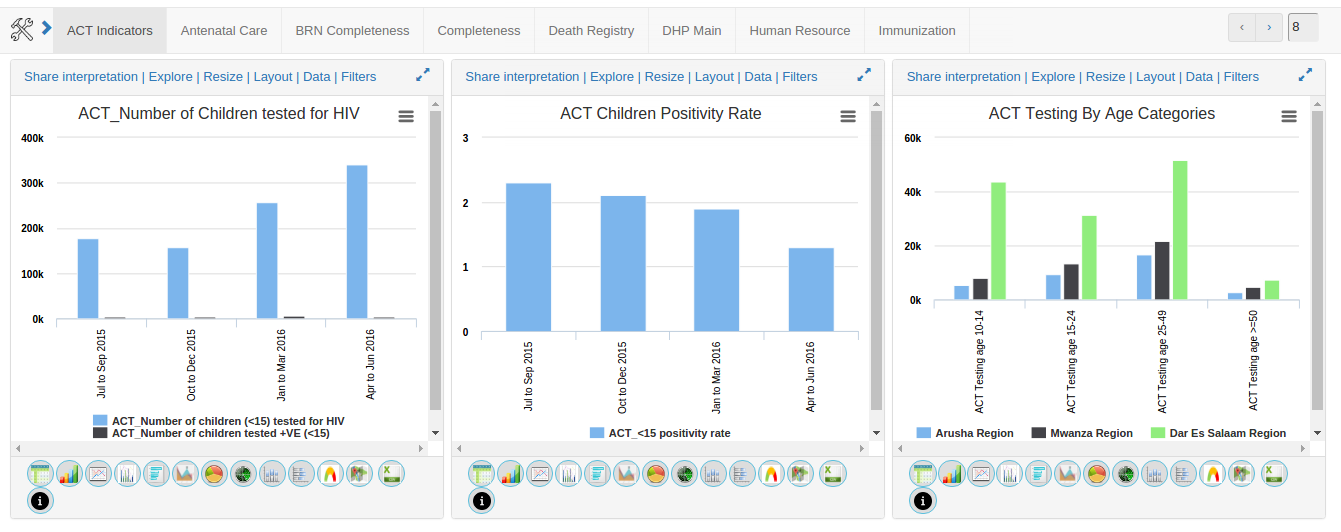 ACT Indicators Antenatal Care BRN Completeness Completeness Death Registry DHP Main Human Resource Immunization ‹ › 8
Share interpretation | Explore | Resize | Layout | Data | Filters
ACT_Number of Children tested for HIV
400k
300k
200k
100k
0k
Jul to Sep 2015
Oct to Dec 2015
Jan to Mar 2016
Apr to Jun 2016
ACT_Number of children (<15) tested for HIV
ACT_Number of children tested +VE (<15)
Share interpretation | Explore | Resize | Layout | Data | Filters
ACT Children Positivity Rate
3
2
1
0
Jul to Sep 2015
Oct to Dec 2015
Jan to Mar 2016
Apr to Jun 2016
ACT_<15 positivity rate
Share interpretation | Explore | Resize | Layout | Data | Filters
ACT Testing By Age Categories
60k
40k
20k
0k
ACT Testing age 10-14
ACT Testing age 15-24
ACT Testing age 25-49
ACT Testing age >=50
Arusha Region Mwanza Region Dar Es Salaam Region